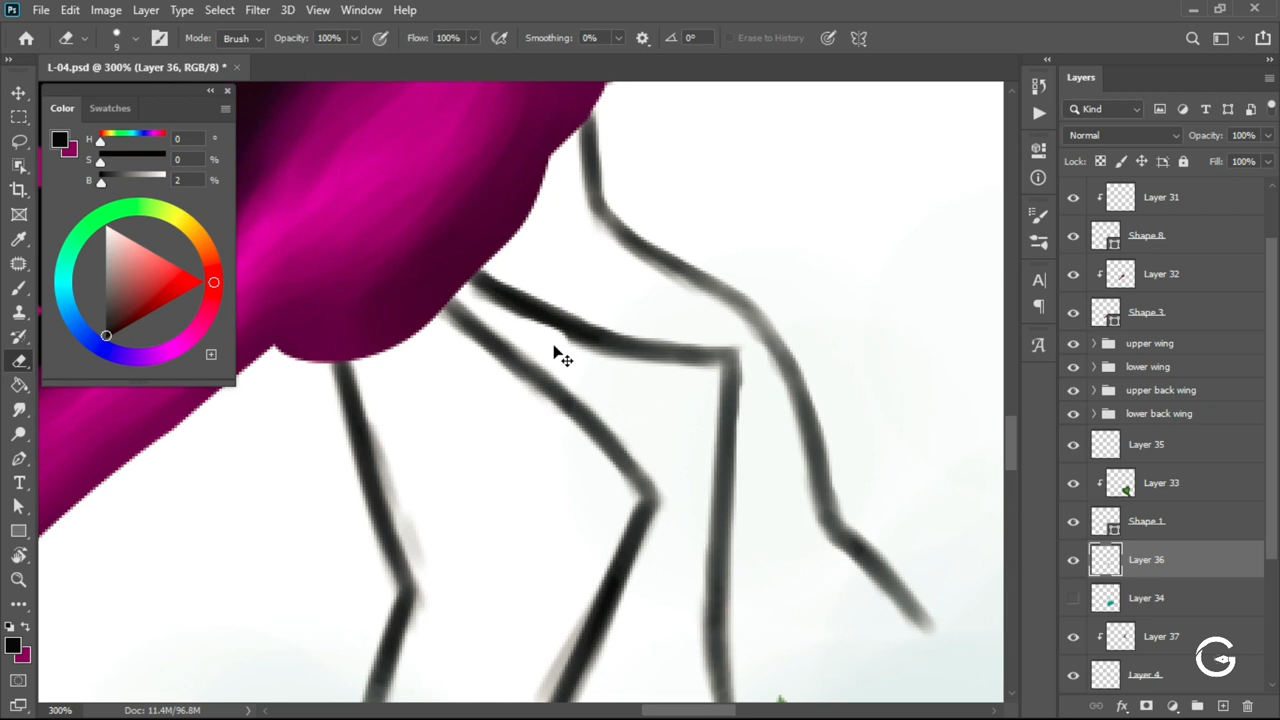 Ps File Edit Image Layer Type Select Filter 3D View Window Help
9 Mode: Brush Opacity: 100% Flow: 100% Smoothing: 0% 0° Erase to History
L-04.psd @ 300% (Layer 36, RGB/8) * ×
Color Swatches
H 0 °
S 0 %
B 2 %
Layers
Kind
Normal Opacity: 100%
Lock: Fill: 100%
Layer 31
Shape 8
Layer 32
Shape 3
upper wing
lower wing
upper back wing
lower back wing
Layer 35
Layer 33
Shape 1
Layer 36
Layer 34
Layer 37
Layer 4
300% Doc: 11.4M/96.8M